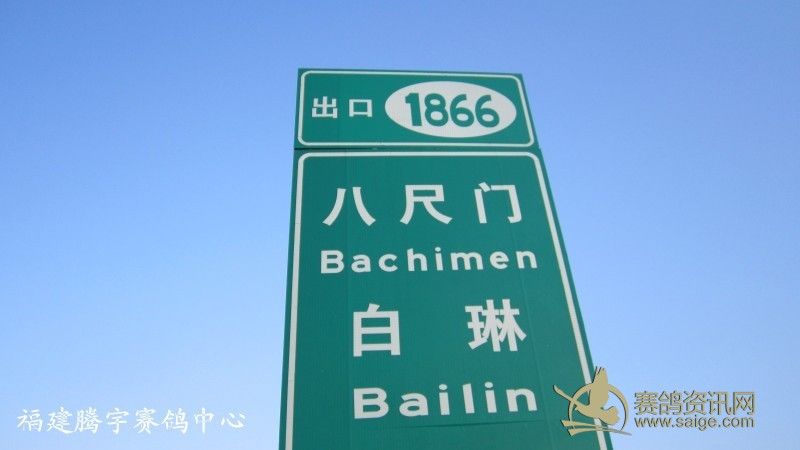 出口 1866
八尺门
Bachimen
白琳
Bailin
福建腾宇赛鸽中心
赛鸽资讯网
www.saige.com